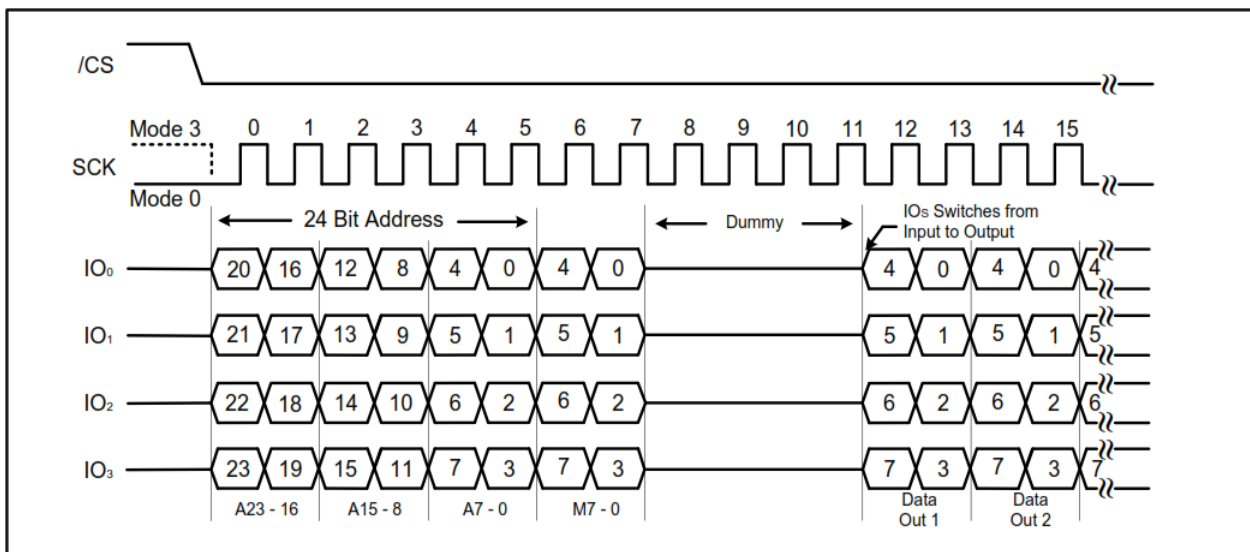 /CS
Mode 3 0 1 2 3 4 5 6 7 8 9 10 11 12 13 14 15
SCK
Mode 0
24 Bit Address
Dummy
IOs Switches from
Input to Output
IO0 20 16 12 8 4 0 4 0 4 0 4 0 4
IO1 21 17 13 9 5 1 5 1 5 1 5 1 5
IO2 22 18 14 10 6 2 6 2 6 2 6 2 6
IO3 23 19 15 11 7 3 7 3 7 3 7 3 7
A23 - 16 A15 - 8 A7 - 0 M7 - 0
Data
Out 1
Data
Out 2